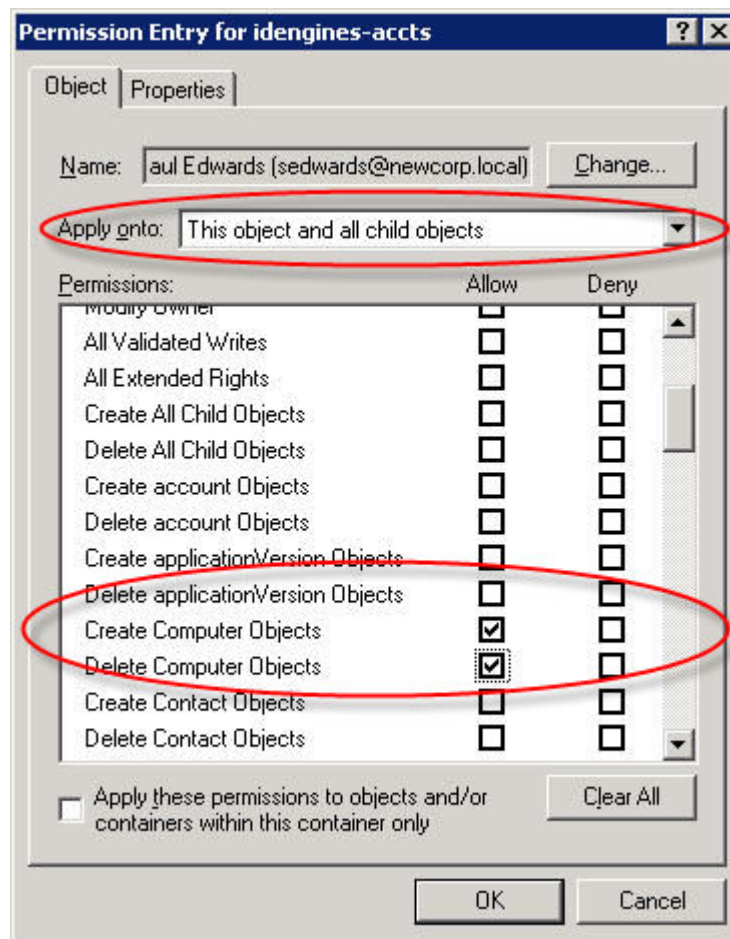 Permission Entry for idengines-accts
Object Properties
Name: aul Edwards (sedwards@newcorp.local) Change...
Apply onto: This object and all child objects
Permissions: Allow Deny
Modify Owner
All Validated Writes
All Extended Rights
Create All Child Objects
Delete All Child Objects
Create account Objects
Delete account Objects
Create applicationVersion Objects
Delete applicationVersion Objects
Create Computer Objects
Delete Computer Objects
Create Contact Objects
Delete Contact Objects
Apply these permissions to objects and/or
containers within this container only
Clear All
OK Cancel